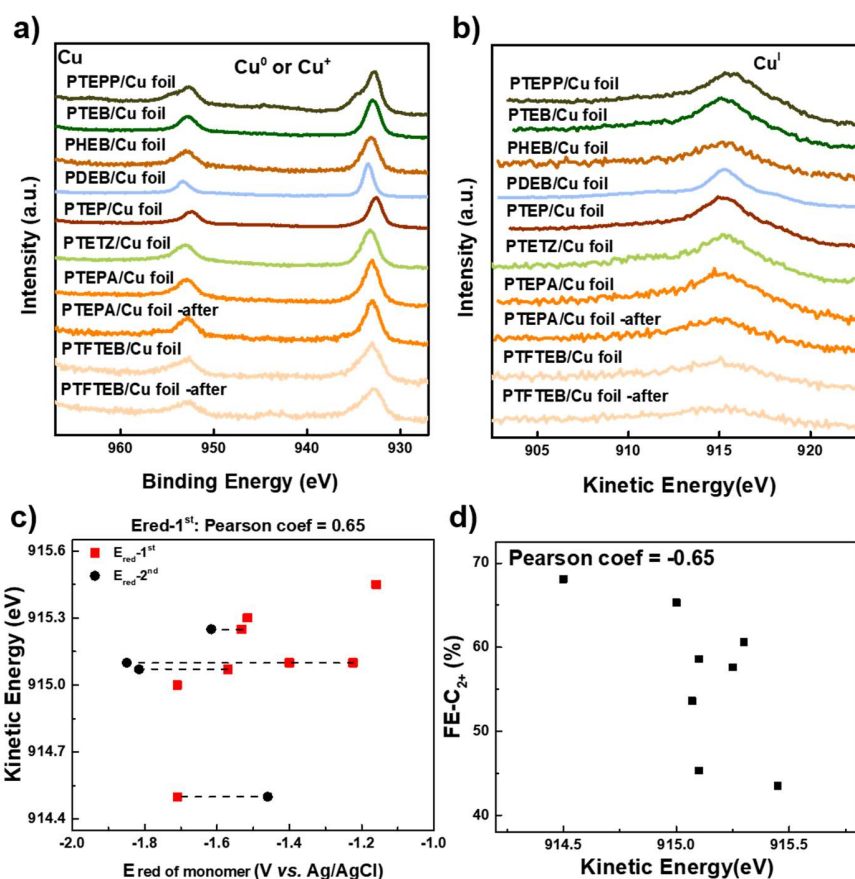 a)
Cu
Cu⁰ or Cu⁺
PTEPP/Cu foil
PTEB/Cu foil
PHEB/Cu foil
PDEB/Cu foil
PTEP/Cu foil
PTETZ/Cu foil
PTEPA/Cu foil
PTEPA/Cu foil -after
PTFTEB/Cu foil
PTFTEB/Cu foil -after
Intensity (a.u.)
960 950 940 930
Binding Energy (eV)
b)
Cuᴵ
PTEPP/Cu foil
PTEB/Cu foil
PHEB/Cu foil
PDEB/Cu foil
PTEP/Cu foil
PTETZ/Cu foil
PTEPA/Cu foil
PTEPA/Cu foil -after
PTFTEB/Cu foil
PTFTEB/Cu foil -after
Intensity (a.u.)
905 910 915 920
Kinetic Energy(eV)
c)
Ered-1ˢᵗ: Pearson coef = 0.65
E_red-1ˢᵗ
E_red-2ⁿᵈ
915.6
915.3
915.0
914.7
914.4
Kinetic Energy (eV)
-2.0 -1.8 -1.6 -1.4 -1.2 -1.0
E red of monomer (V vs. Ag/AgCl)
d)
Pearson coef = -0.65
70
60
50
40
FE-C₂₊ (%)
914.5 915.0 915.5
Kinetic Energy(eV)